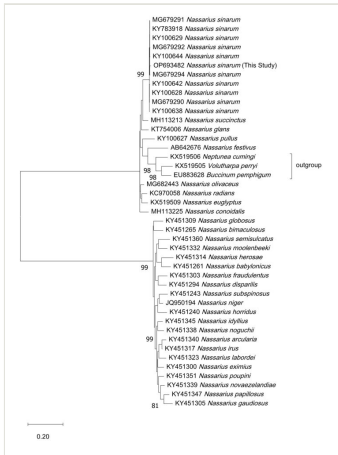 MG679291 Nassarius sinarum
KY783918 Nassarius sinarum
KY100629 Nassarius sinarum
MG679292 Nassarius sinarum
KY100644 Nassarius sinarum
OP693482 Nassarius sinarum (This Study)
99
MG679294 Nassarius sinarum
KY100642 Nassarius sinarum
KY100628 Nassarius sinarum
MG679290 Nassarius sinarum
KY100638 Nassarius sinarum
MH113213 Nassarius succinctus
KT754006 Nassarius glans
KY100627 Nassarius pullus
AB642676 Nassarius festivus
KX519506 Neptunea cumingi
98
KX519505 Volutharpa perryi
outgroup
98
EU883628 Buccinum pemphigum
MG682443 Nassarius olivaceus
KC970058 Nassarius radians
KX519509 Nassarius euglyptus
MH113225 Nassarius conoidalis
KY451309 Nassarius globosus
KY451265 Nassarius bimaculosus
KY451360 Nassarius semisulcatus
KY451332 Nassarius moolenbeeki
KY451314 Nassarius herosae
99
KY451261 Nassarius babylonicus
KY451303 Nassarius fraudulentus
KY451294 Nassarius disparilis
KY451243 Nassarius subspinosus
JQ950194 Nassarius niger
KY451240 Nassarius horridus
KY451345 Nassarius idyllius
KY451338 Nassarius noguchii
99
KY451340 Nassarius arcularia
KY451317 Nassarius irus
KY451323 Nassarius labordei
KY451300 Nassarius eximius
KY451351 Nassarius poupini
KY451339 Nassarius novaezelandiae
KY451347 Nassarius papillosus
81
KY451305 Nassarius gaudiosus
0.20